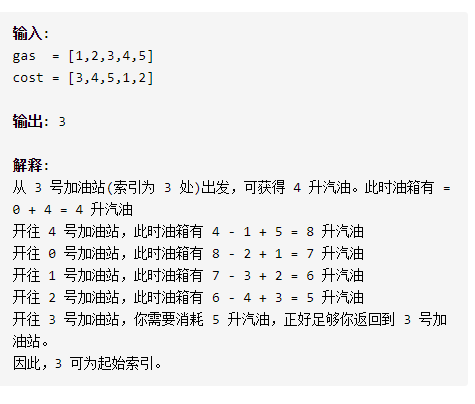 输入:
gas  = [1,2,3,4,5]
cost = [3,4,5,1,2]
输出: 3
解释:
从 3 号加油站(索引为 3 处)出发，可获得 4 升汽油。此时油箱有 =
0 + 4 = 4 升汽油
开往 4 号加油站，此时油箱有 4 - 1 + 5 = 8 升汽油
开往 0 号加油站，此时油箱有 8 - 2 + 1 = 7 升汽油
开往 1 号加油站，此时油箱有 7 - 3 + 2 = 6 升汽油
开往 2 号加油站，此时油箱有 6 - 4 + 3 = 5 升汽油
开往 3 号加油站，你需要消耗 5 升汽油，正好足够你返回到 3 号加
油站。
因此，3 可为起始索引。